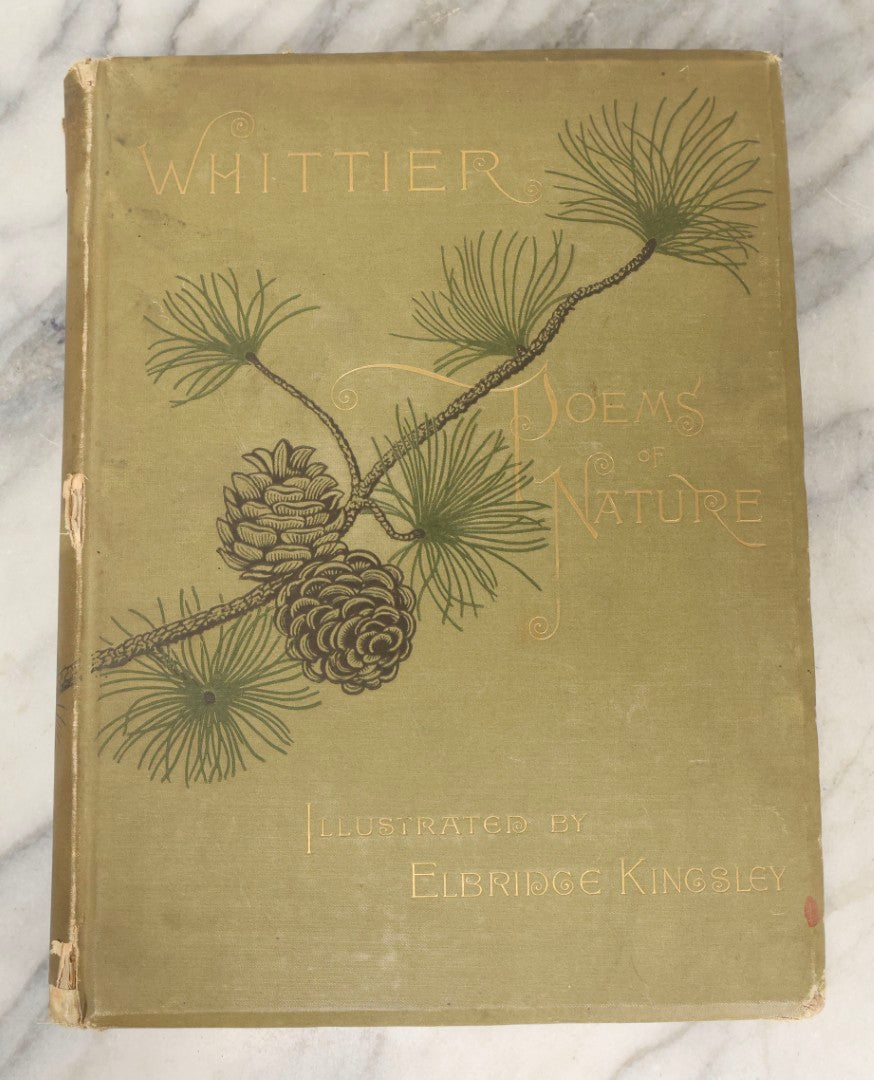 WHITTIER
POEMS
OF
NATURE
ILLUSTRATED BY
ELBRIDGE KINGSLEY